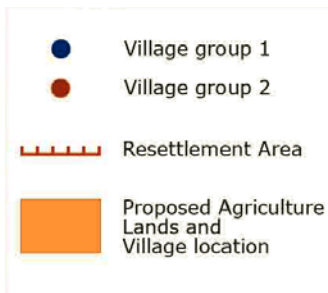 Village group 1
Village group 2
Resettlement Area
Proposed Agriculture
Lands and
Village location